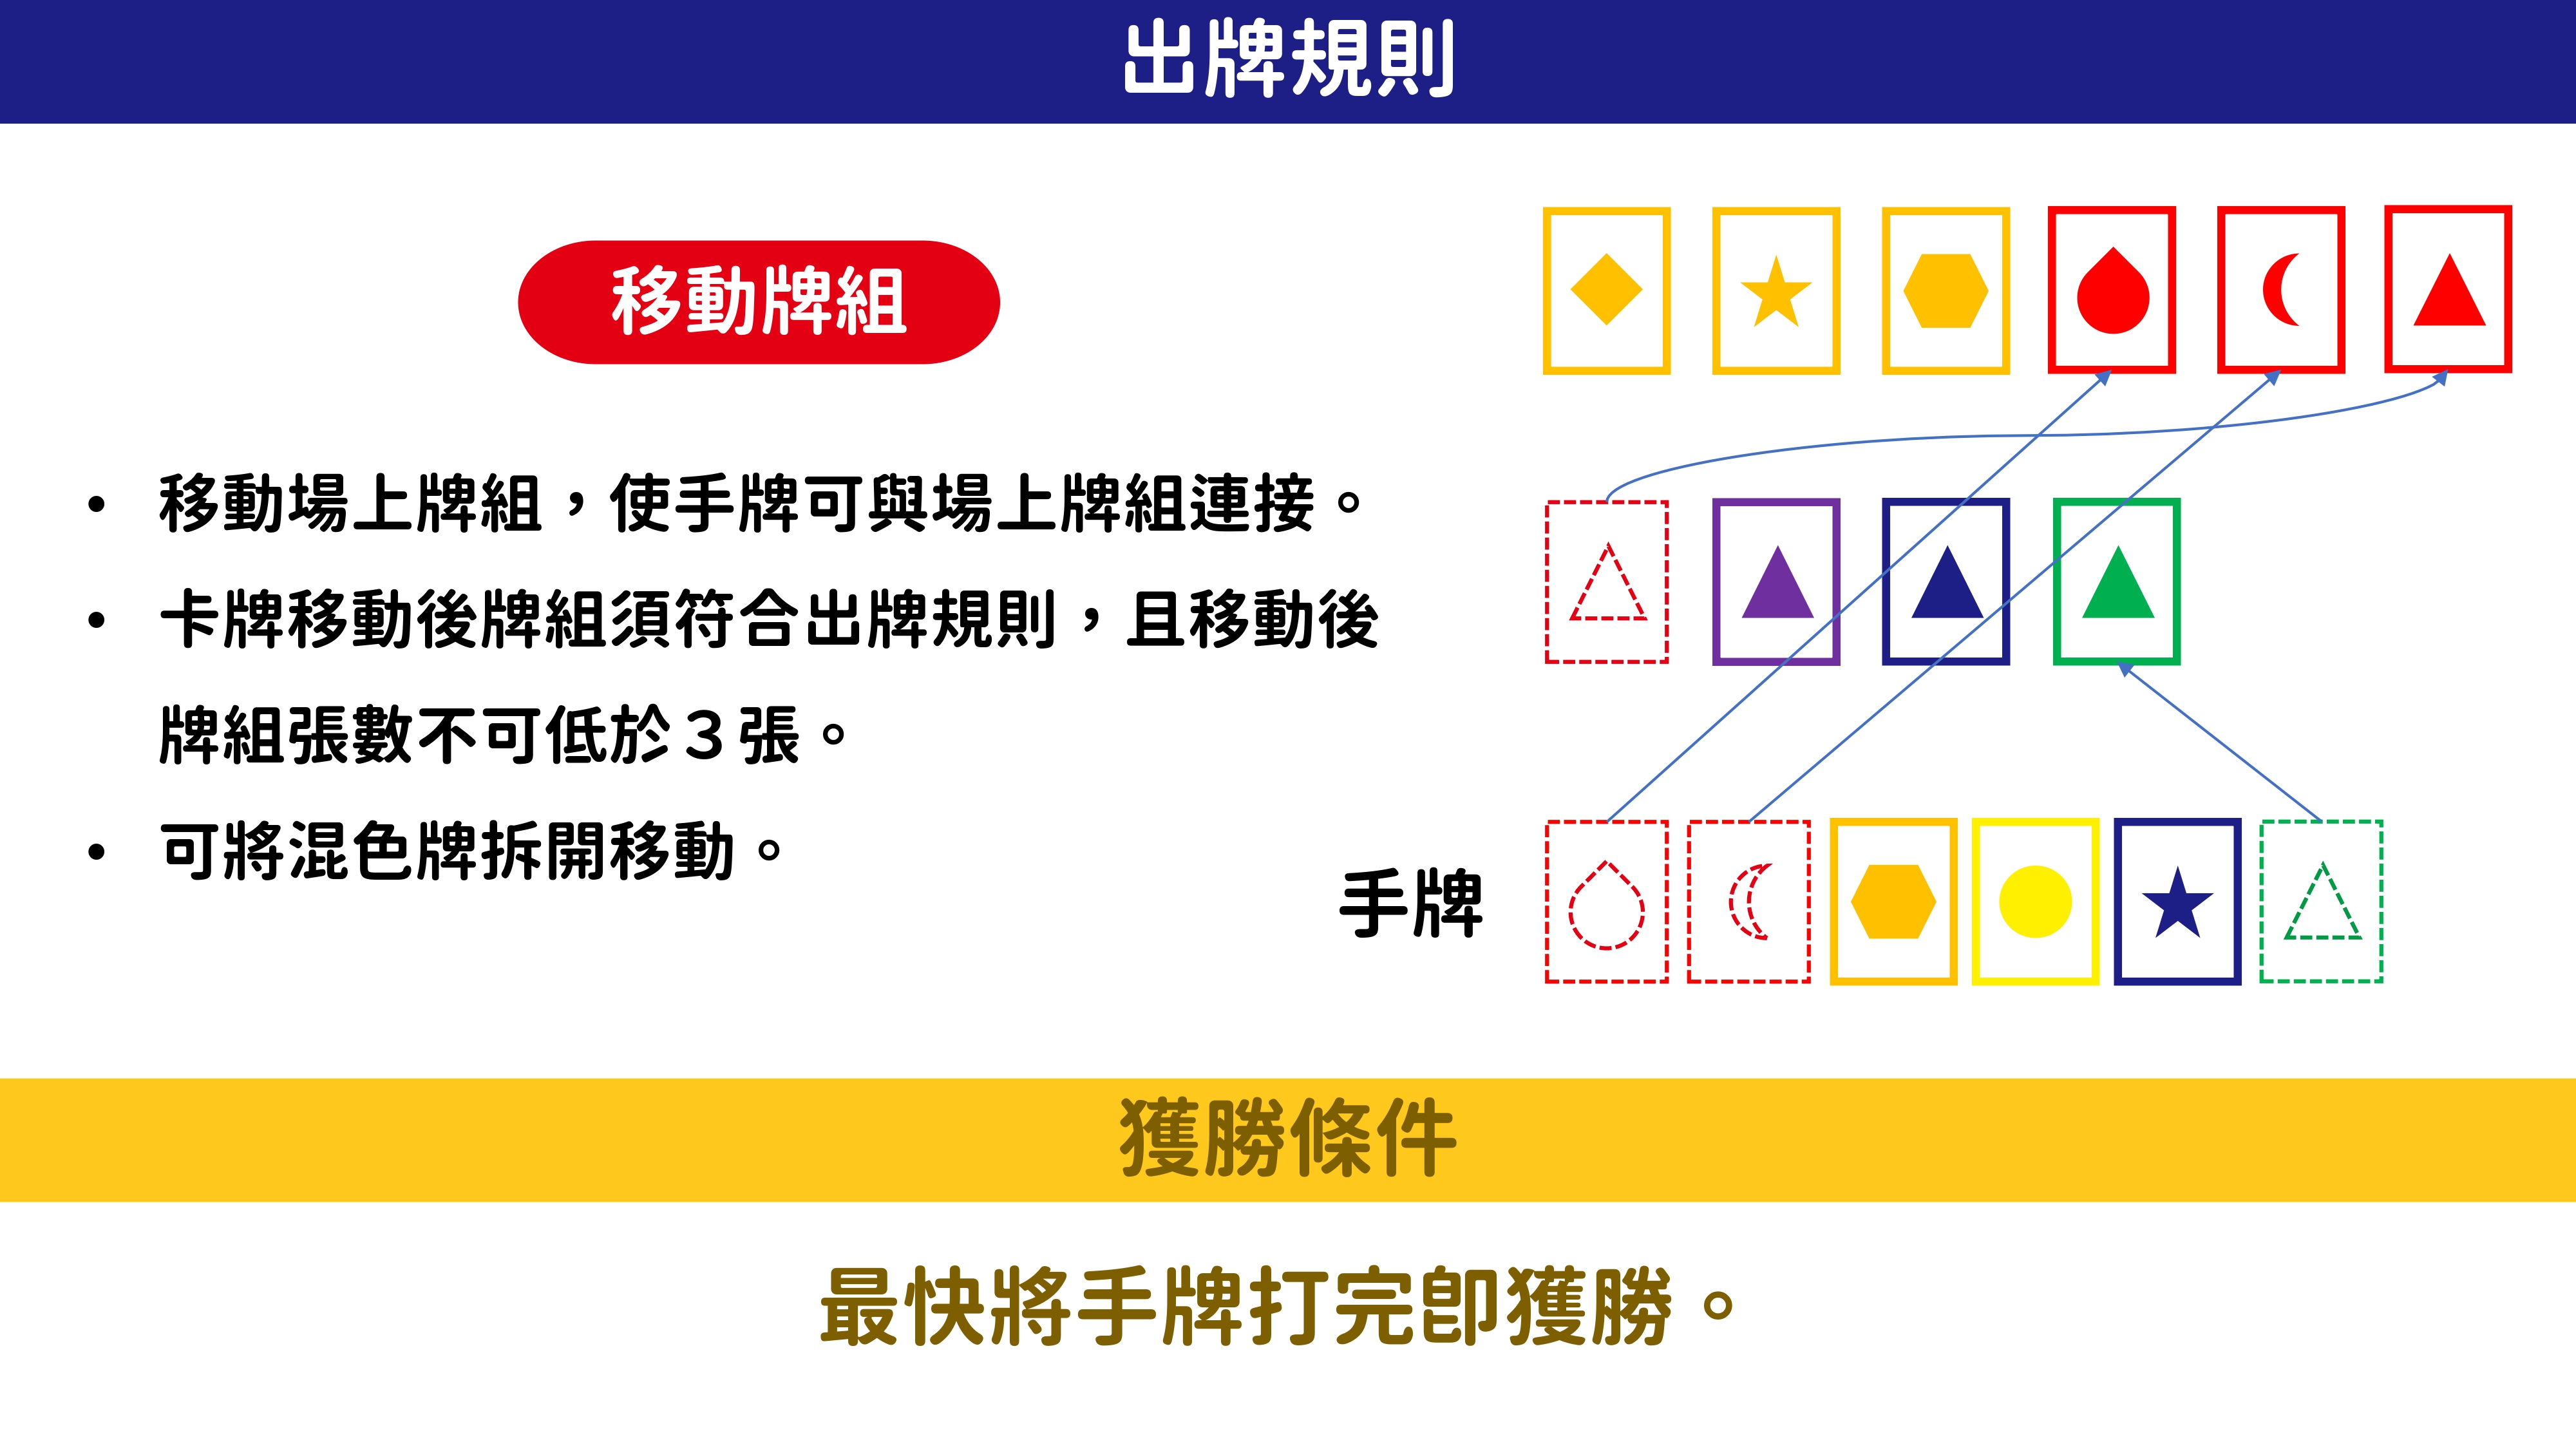 出牌規則
移動牌組
• 移動場上牌組，使手牌可與場上牌組連接。
• 卡牌移動後牌組須符合出牌規則，且移動後
牌組張數不可低於３張。
• 可將混色牌拆開移動。
手牌
獲勝條件
最快將手牌打完即獲勝。